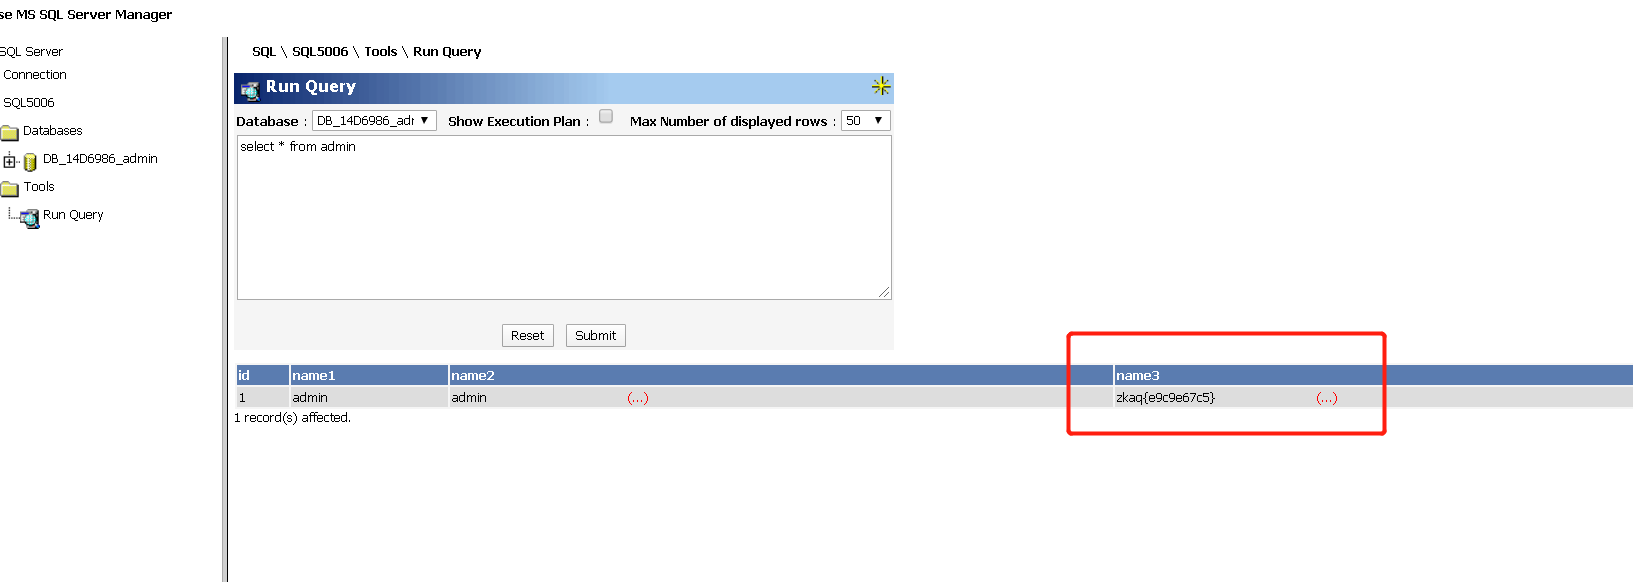 se MS SQL Server Manager
SQL Server
Connection
SQL5006
Databases
DB_14D6986_admin
Tools
Run Query
SQL \ SQL5006 \ Tools \ Run Query
Run Query
Database : DB_14D6986_adr Show Execution Plan : Max Number of displayed rows : 50
select * from admin
Reset Submit
id name1 name2 name3
1 admin admin (...) zkaq{e9c9e67c5} (...)
1 record(s) affected.